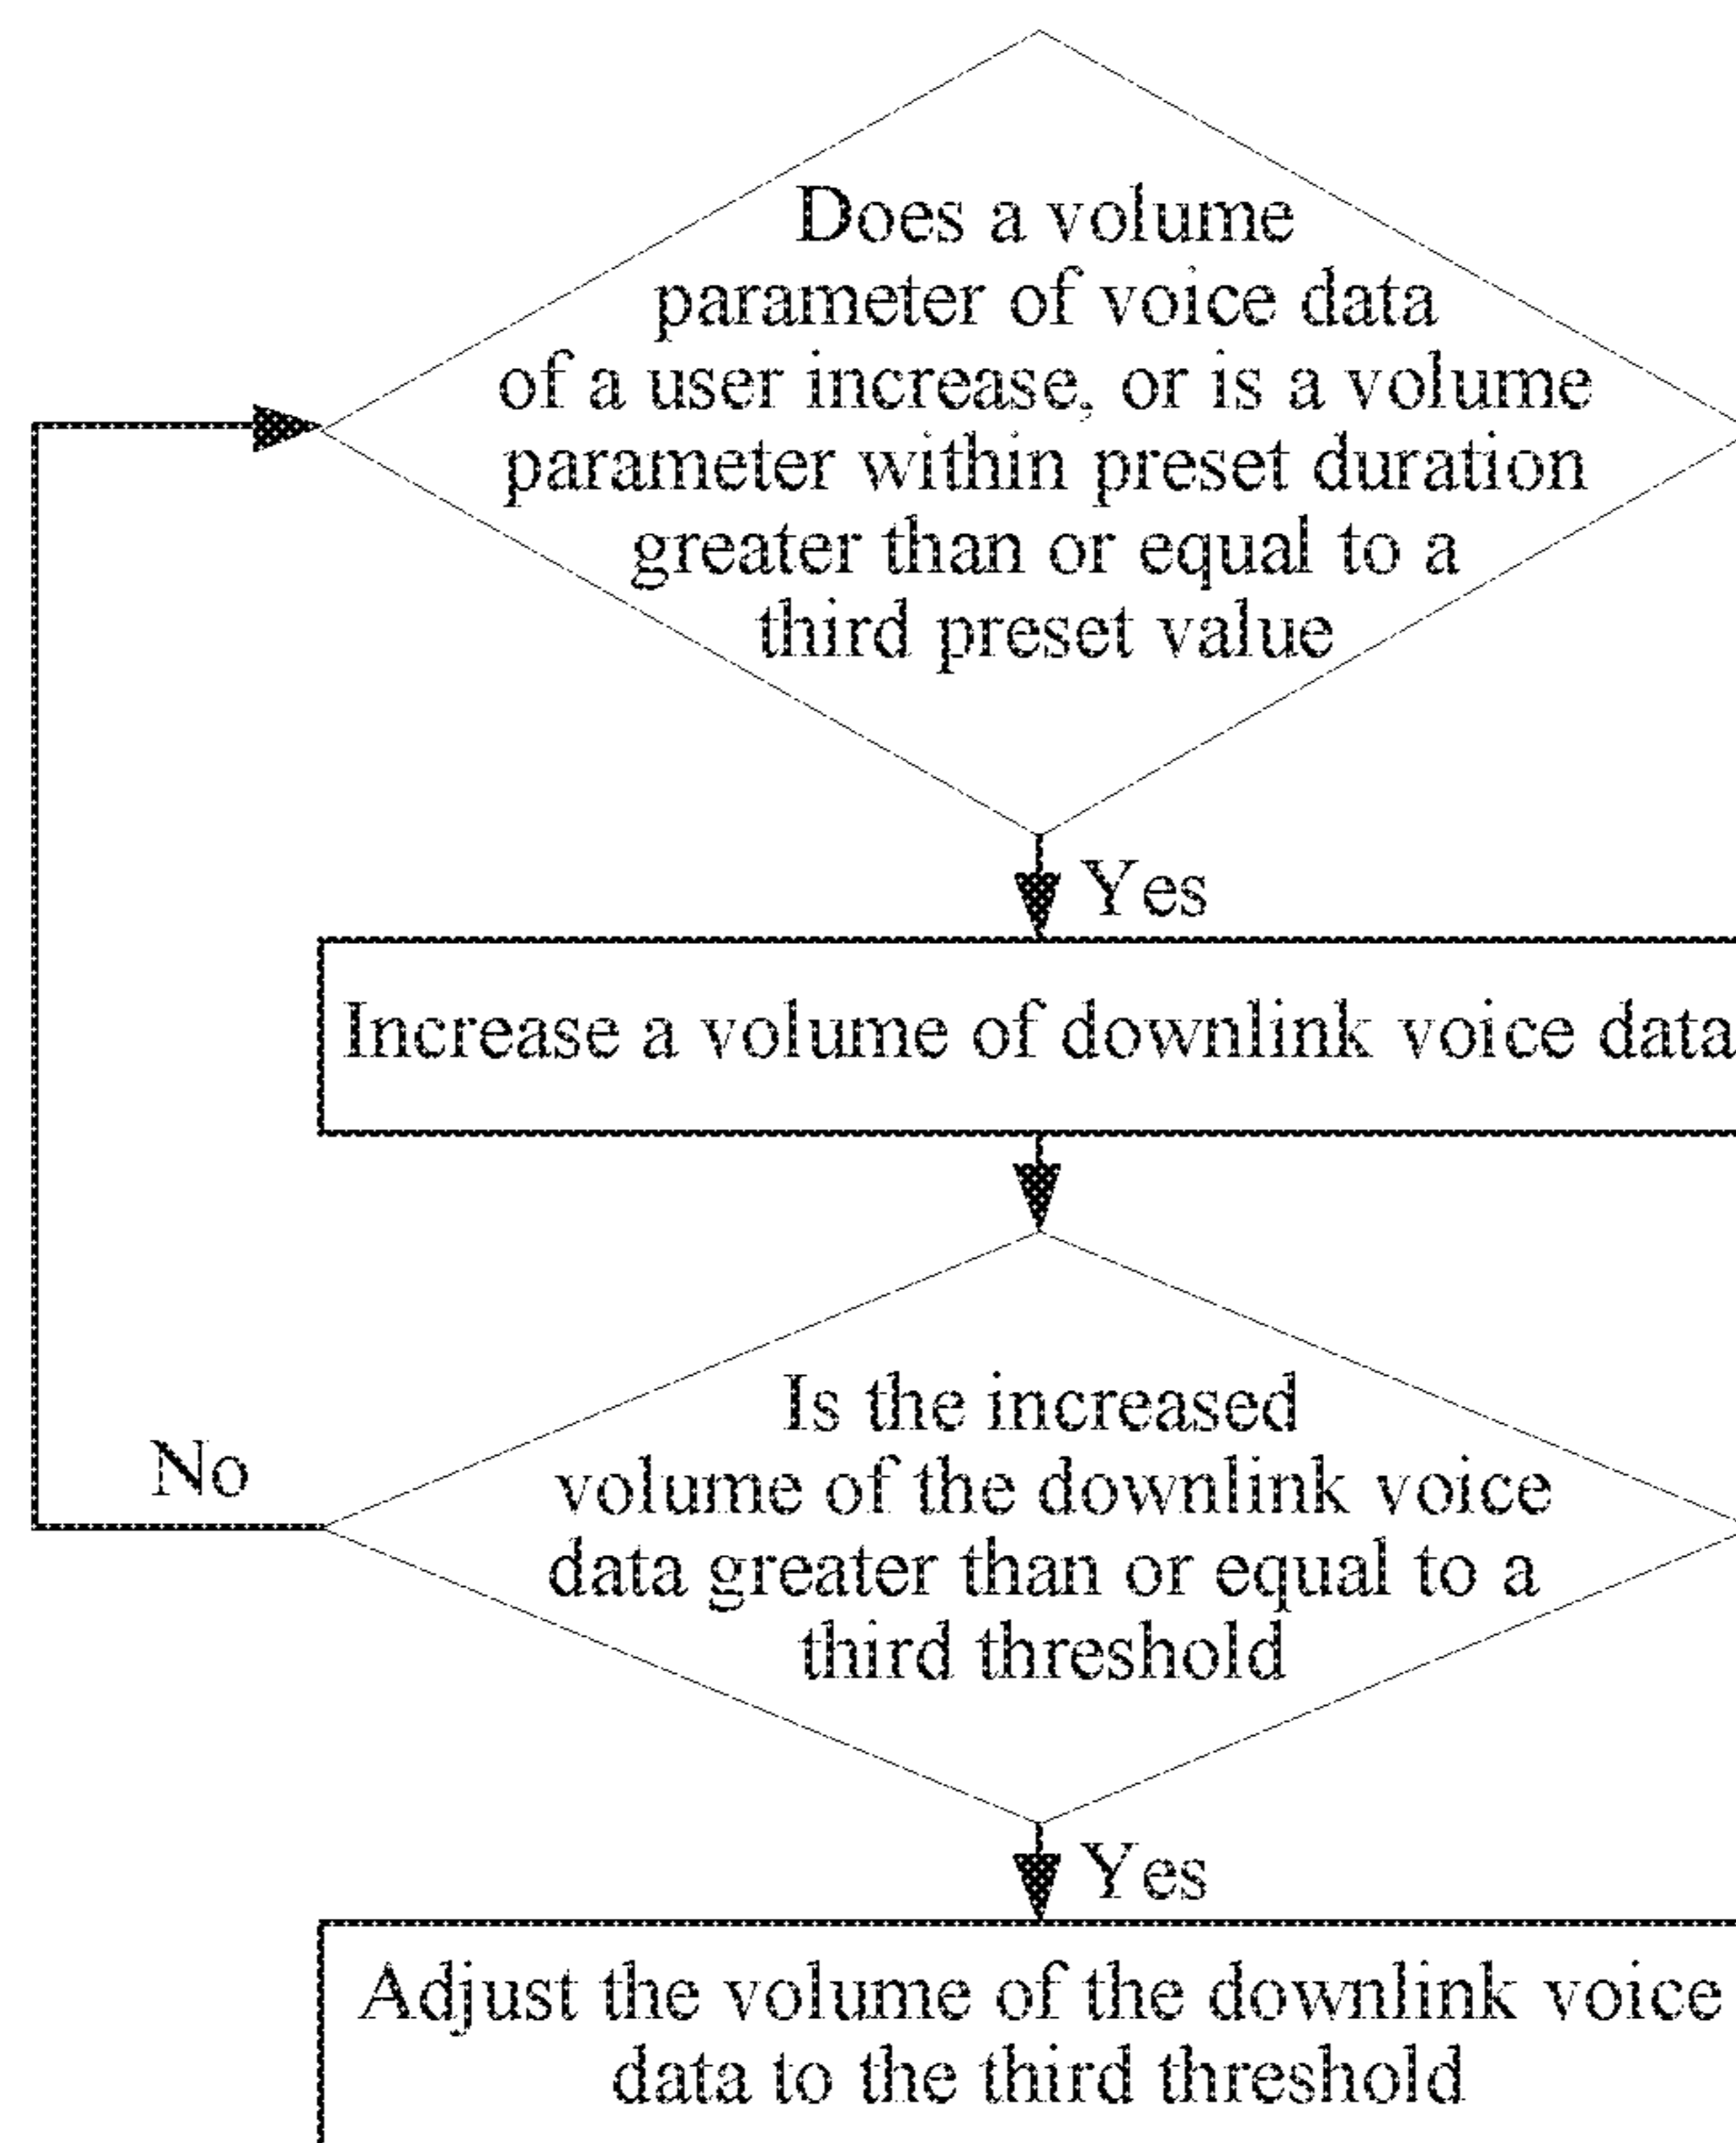 Does a volume
parameter of voice data
of a user increase, or is a volume
parameter within preset duration
greater than or equal to a
third preset value
Yes
Increase a volume of downlink voice data
Is the increased
volume of the downlink voice
data greater than or equal to a
third threshold
No
Yes
Adjust the volume of the downlink voice
data to the third threshold